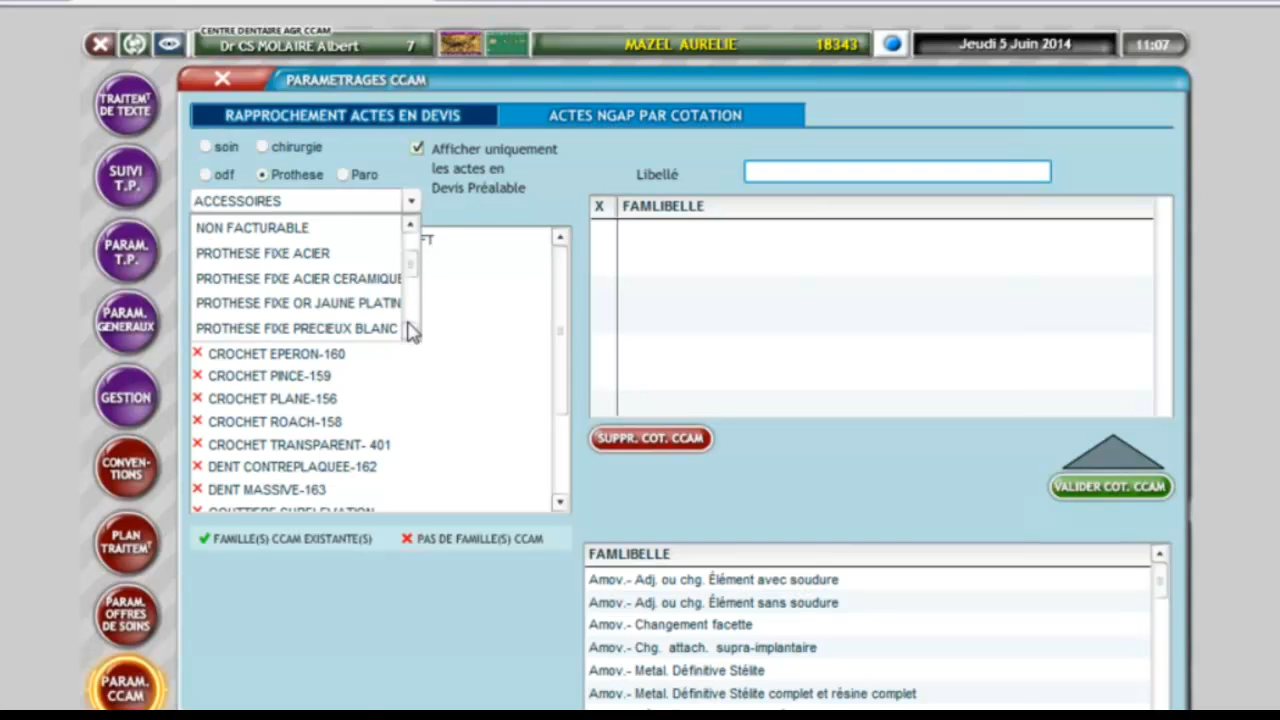 CENTRE DENTAIRE AGR CCAM
Dr CS MOLAIRE Albert 7
MAZEL AURELIE 18343
Jeudi 5 Juin 2014
11:07
TRAITEMT
DE TEXTE
SUIVI
T.P.
PARAM.
T.P.
PARAM.
GENERAUX
GESTION
CONVEN-
TIONS
PLAN
TRAITEMT
PARAM.
OFFRES
DE SOINS
PARAM.
CCAM
PARAMETRAGES CCAM
RAPPROCHEMENT ACTES EN DEVIS
ACTES NGAP PAR COTATION
soin
chirurgie
odf
Prothese
Paro
Afficher uniquement
les actes en
Devis Préalable
ACCESSOIRES
NON FACTURABLE
PROTHESE FIXE ACIER
PROTHESE FIXE ACIER CERAMIQUE
PROTHESE FIXE OR JAUNE PLATIN
PROTHESE FIXE PRECIEUX BLANC
FT
CROCHET EPERON-160
CROCHET PINCE-159
CROCHET PLANE-156
CROCHET ROACH-158
CROCHET TRANSPARENT- 401
DENT CONTREPLAQUEE-162
DENT MASSIVE-163
FAMILLE(S) CCAM EXISTANTE(S)
PAS DE FAMILLE(S) CCAM
Libellé
X FAMLIBELLE
SUPPR. COT. CCAM
VALIDER COT. CCAM
FAMLIBELLE
Amov.- Adj. ou chg. Élément avec soudure
Amov.- Adj. ou chg. Élément sans soudure
Amov.- Changement facette
Amov.- Chg. attach. supra-implantaire
Amov.- Metal. Définitive Stélite
Amov.- Metal. Définitive Stélite complet et résine complet